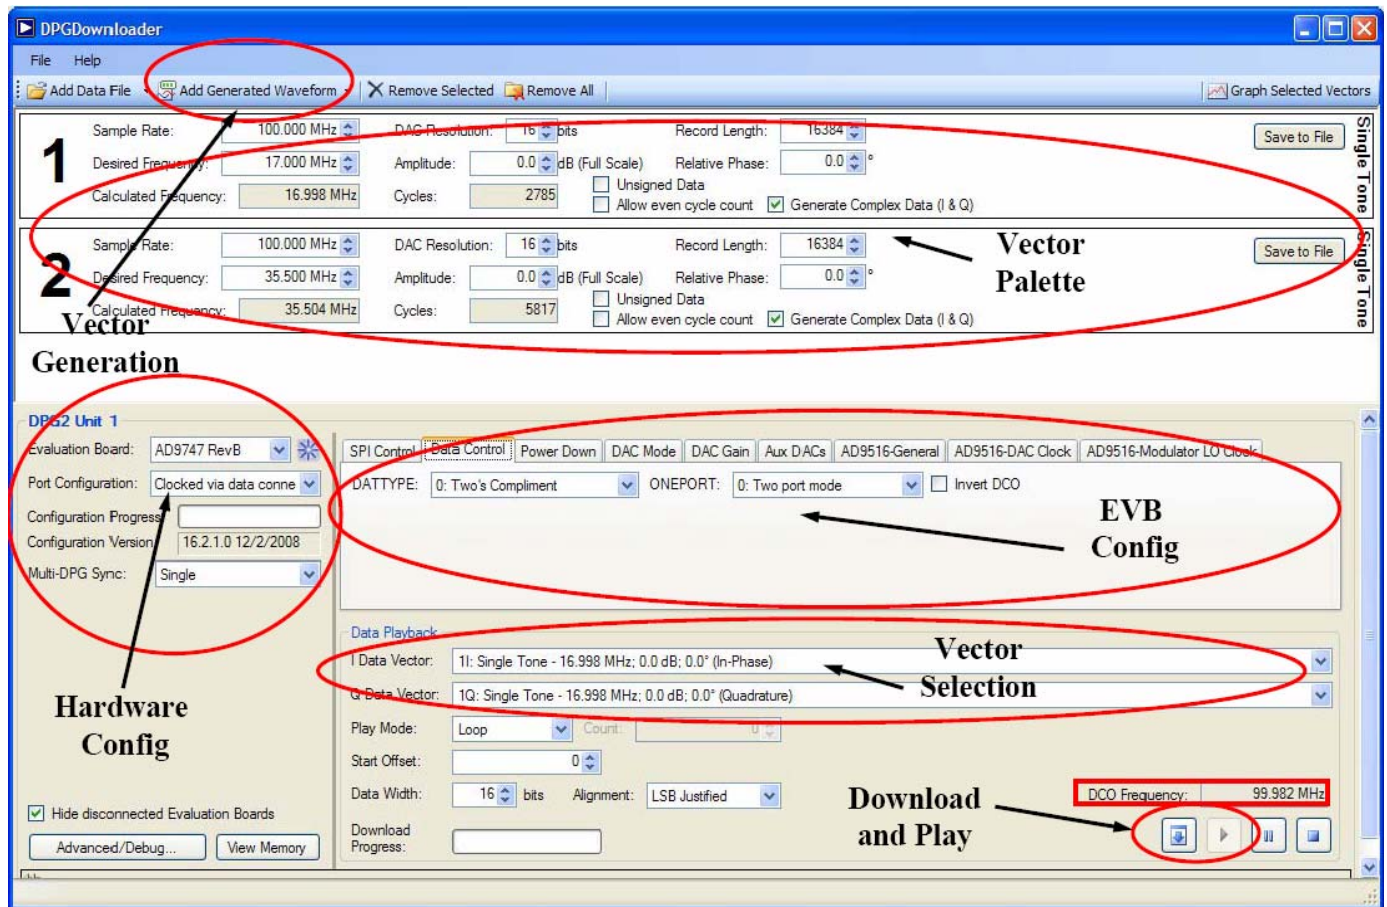 DPGDownloader
File Help
Add Data File Add Generated Waveform Remove Selected Remove All Graph Selected Vectors
1 Sample Rate: 100.000 MHz DAC Resolution: 16 bits Record Length: 16384 Save to File
Desired Frequency: 17.000 MHz Amplitude: 0.0 dB (Full Scale) Relative Phase: 0.0 °
Unsigned Data
Calculated Frequency: 16.998 MHz Cycles: 2785 Allow even cycle count Generate Complex Data (I & Q)
Single Tone
2 Sample Rate: 100.000 MHz DAC Resolution: 16 bits Record Length: 16384 Save to File
Desired Frequency: 35.500 MHz Amplitude: 0.0 dB (Full Scale) Relative Phase: 0.0 °
Unsigned Data
Calculated Frequency: 35.504 MHz Cycles: 5817 Allow even cycle count Generate Complex Data (I & Q)
Single Tone
Vector
Palette
Vector
Generation
DPG2 Unit 1
Evaluation Board: AD9747 RevB
Port Configuration: Clocked via data conne
Configuration Progress
Configuration Version 16.2.1.0 12/2/2008
Multi-DPG Sync: Single
Hardware
Config
Hide disconnected Evaluation Boards
Advanced/Debug... View Memory
SPI Control Data Control Power Down DAC Mode DAC Gain Aux DACs AD9516-General AD9516-DAC Clock AD9516-Modulator LO Clock
DATTYPE: 0: Two's Compliment ONEPORT: 0: Two port mode Invert DCO
EVB
Config
Data Playback
I Data Vector: 1I: Single Tone - 16.998 MHz; 0.0 dB; 0.0° (In-Phase)
Q Data Vector: 1Q: Single Tone - 16.998 MHz; 0.0 dB; 0.0° (Quadrature)
Vector
Selection
Play Mode: Loop Count: 0
Start Offset: 0
Data Width: 16 bits Alignment: LSB Justified
DCO Frequency: 99.982 MHz
Download
Progress:
Download
and Play